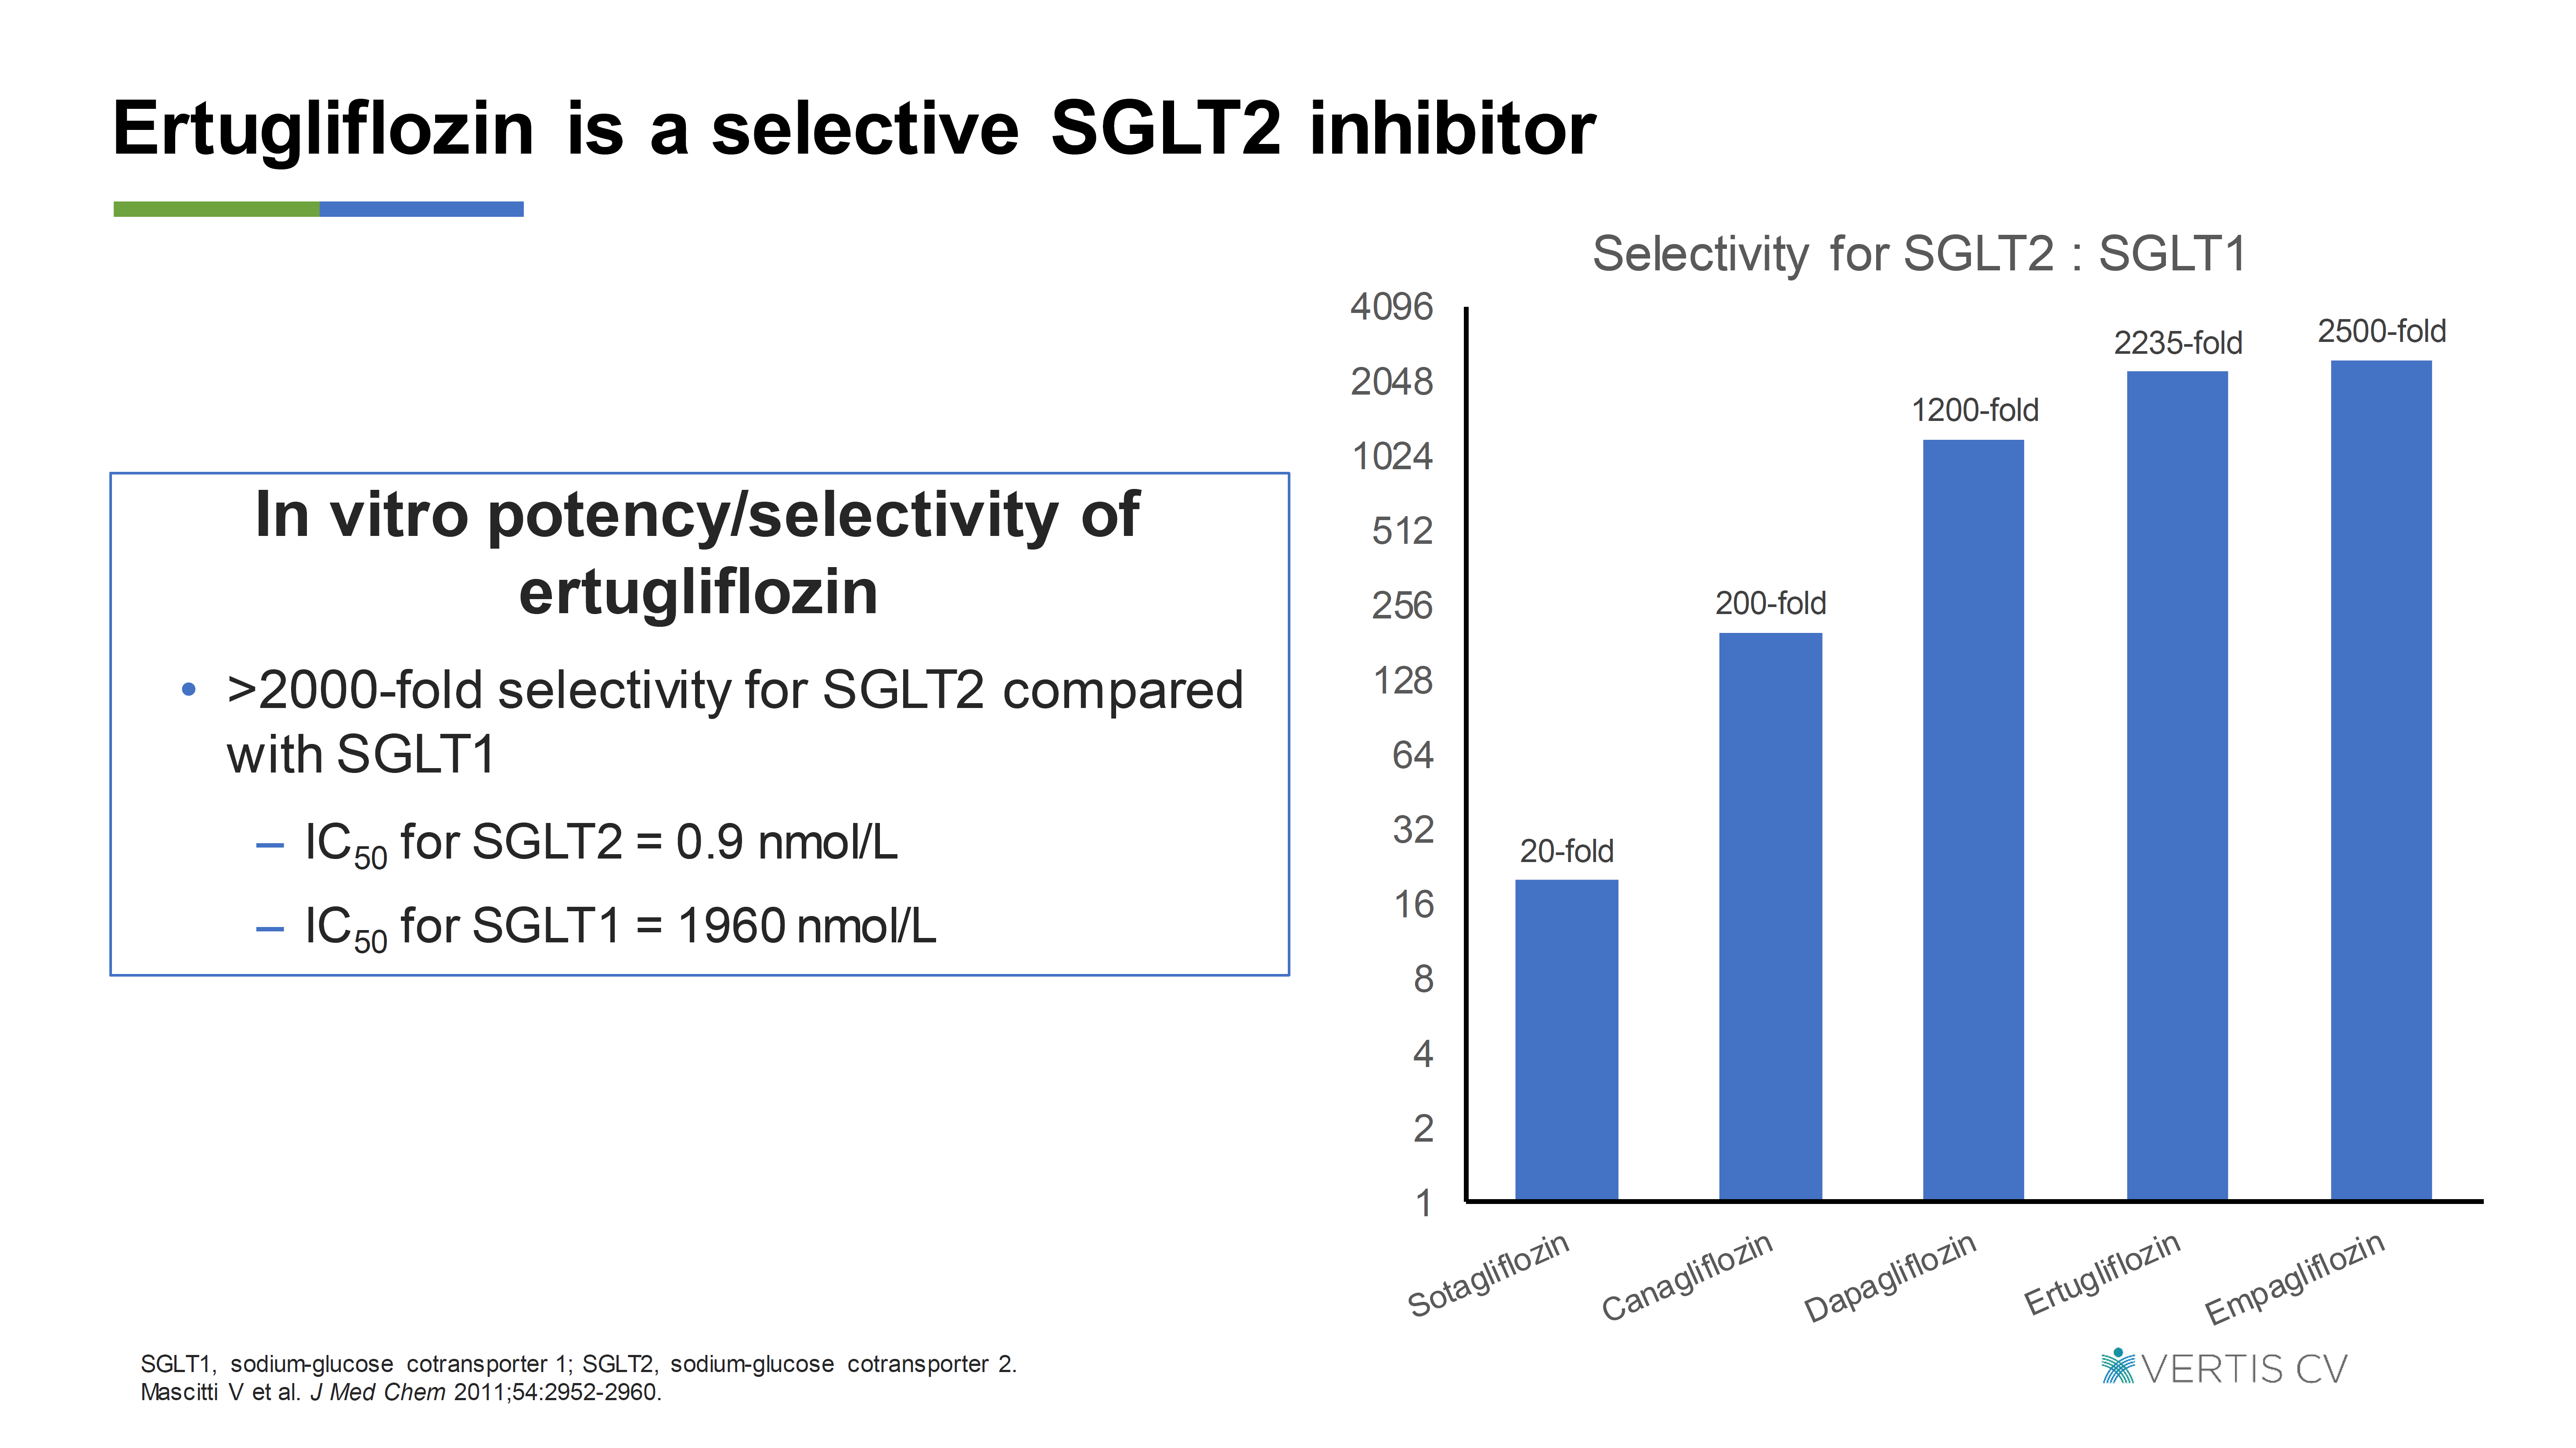 Ertugliflozin is a selective SGLT2 inhibitor
In vitro potency/selectivity of
ertugliflozin
• >2000-fold selectivity for SGLT2 compared
with SGLT1
– IC50 for SGLT2 = 0.9 nmol/L
– IC50 for SGLT1 = 1960 nmol/L
Selectivity for SGLT2 : SGLT1
4096
2048
1024
512
256
128
64
32
16
8
4
2
1
20-fold
200-fold
1200-fold
2235-fold
2500-fold
Sotagliflozin
Canagliflozin
Dapagliflozin
Ertugliflozin
Empagliflozin
SGLT1, sodium-glucose cotransporter 1; SGLT2, sodium-glucose cotransporter 2.
Mascitti V et al. J Med Chem 2011;54:2952-2960.
VERTIS CV